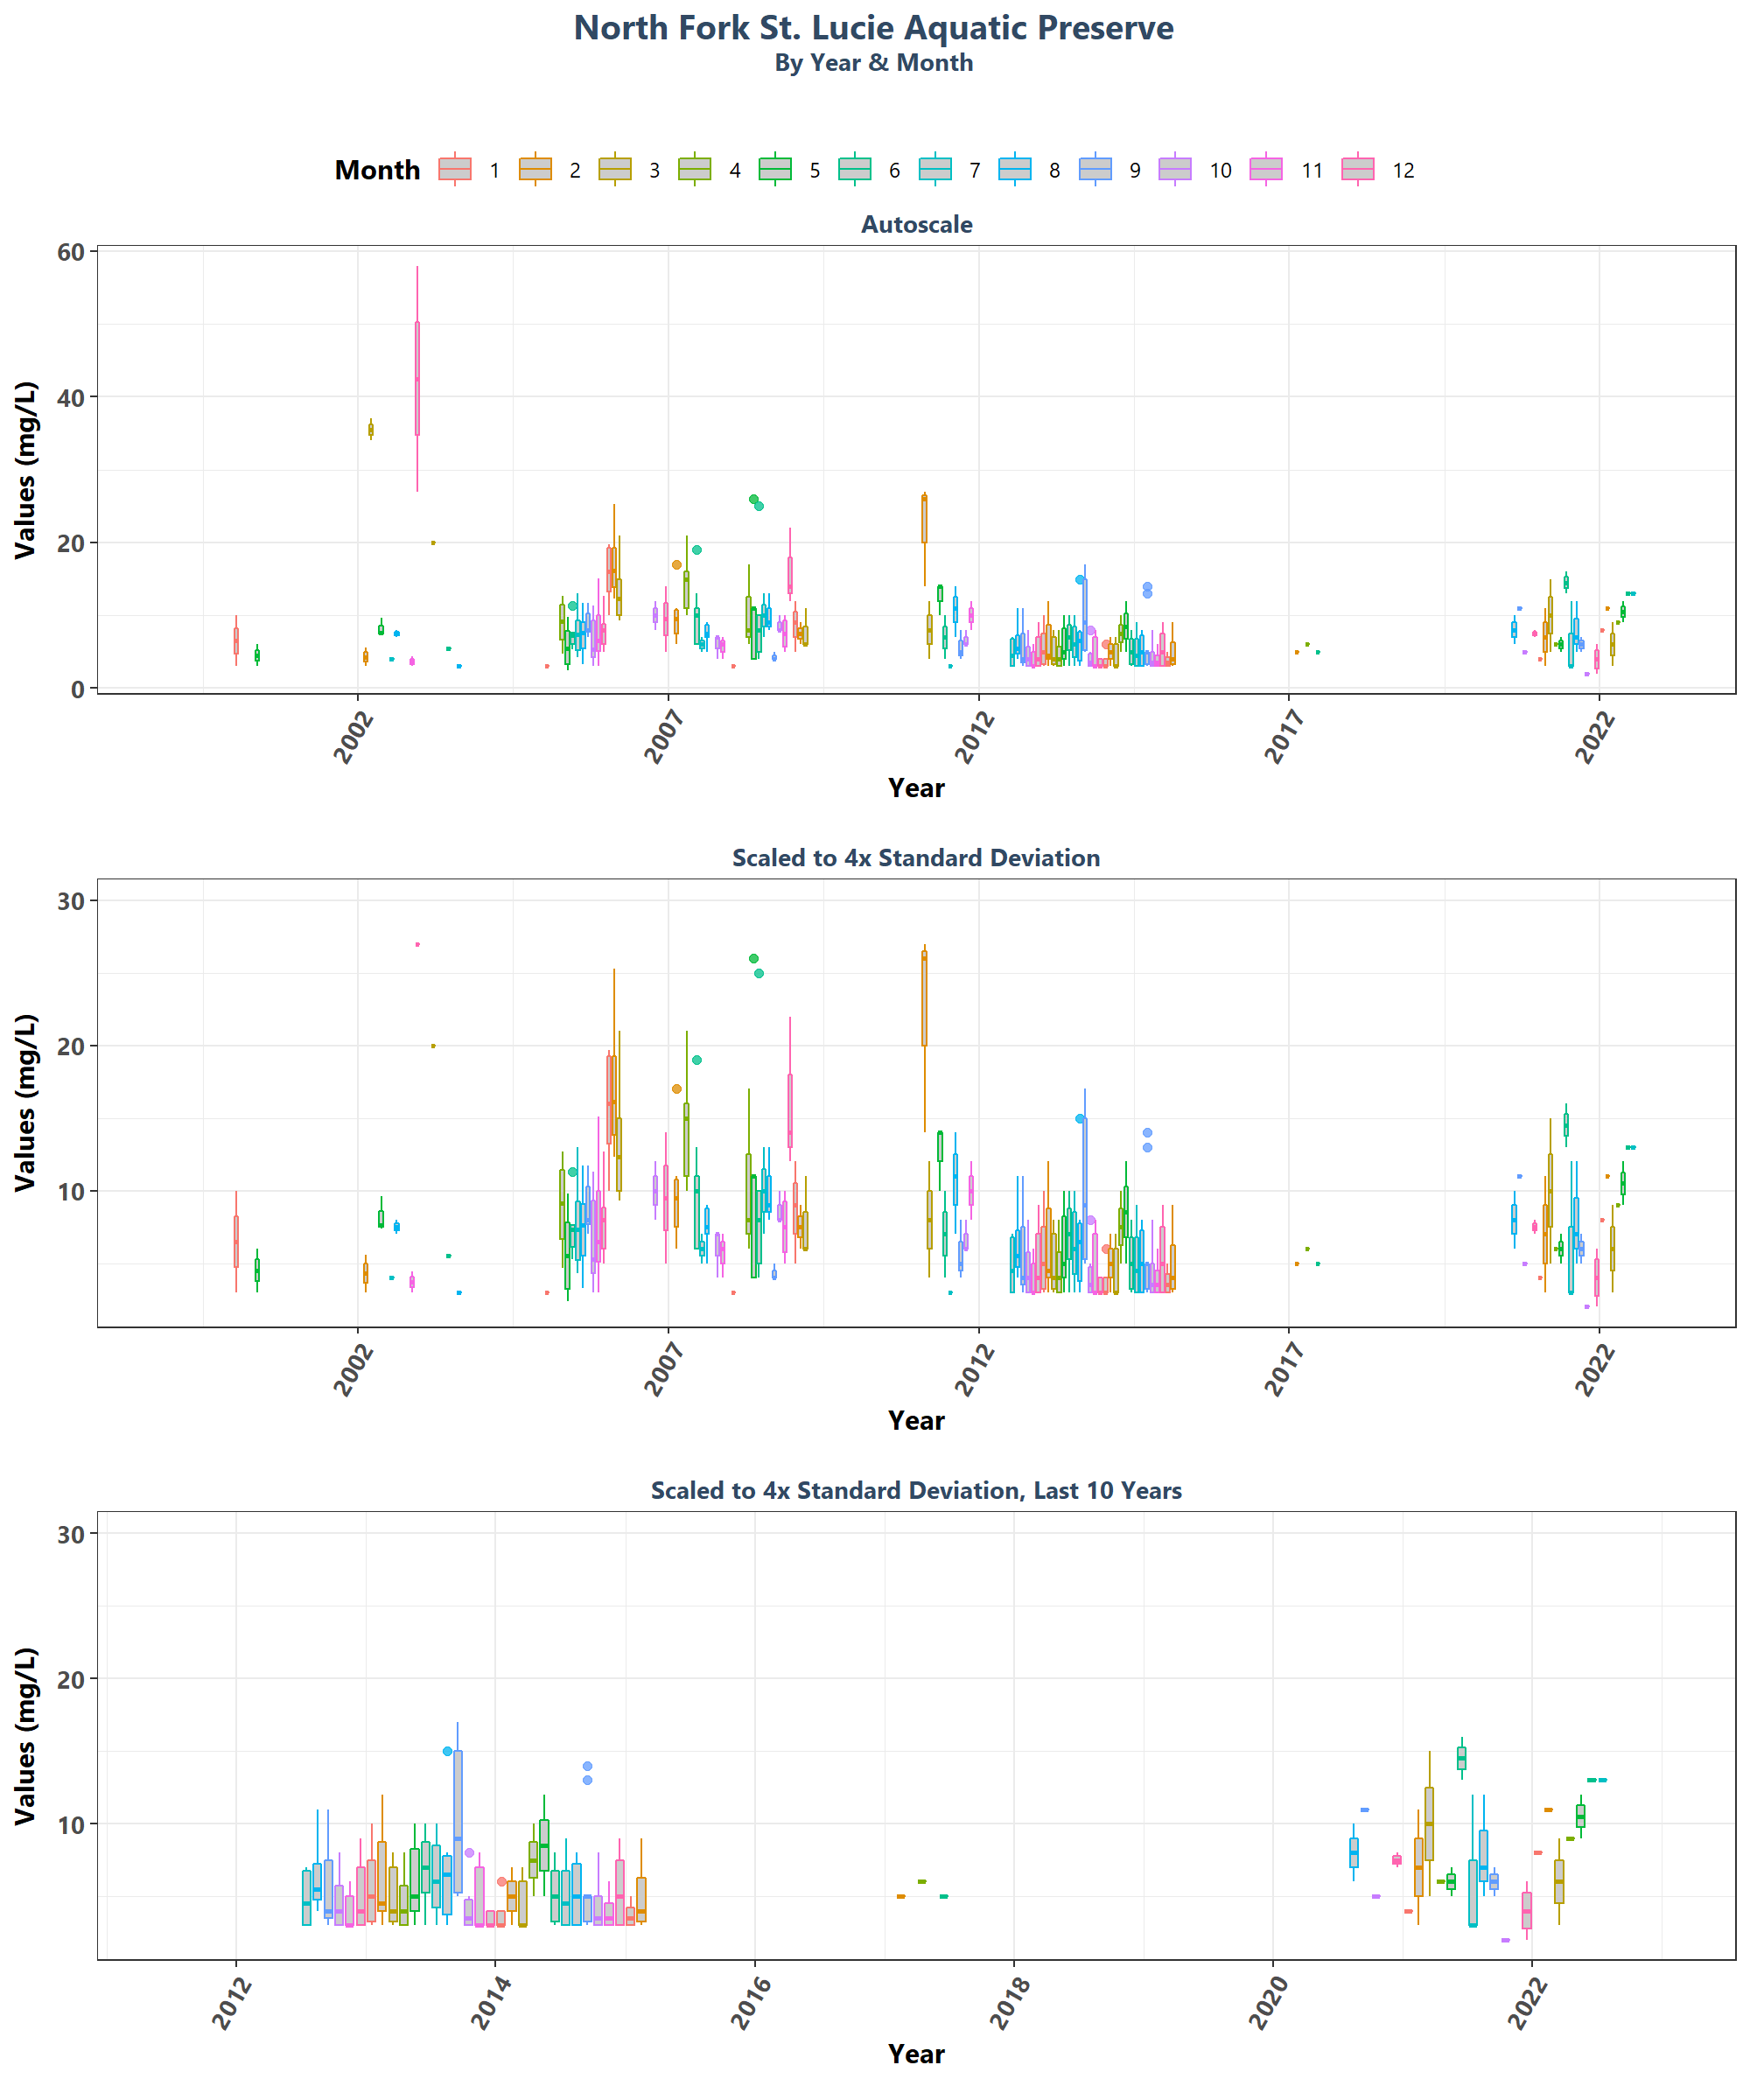 North Fork St. Lucie Aquatic Preserve
By Year & Month
Month 1 2 3 4 5 6 7 8 9 10 11 12
Autoscale
60
40
20
0
Values (mg/L)
2002 2007 2012 2017 2022
Year
Scaled to 4x Standard Deviation
30
20
10
Values (mg/L)
2002 2007 2012 2017 2022
Year
Scaled to 4x Standard Deviation, Last 10 Years
30
20
10
Values (mg/L)
2012 2014 2016 2018 2020 2022
Year